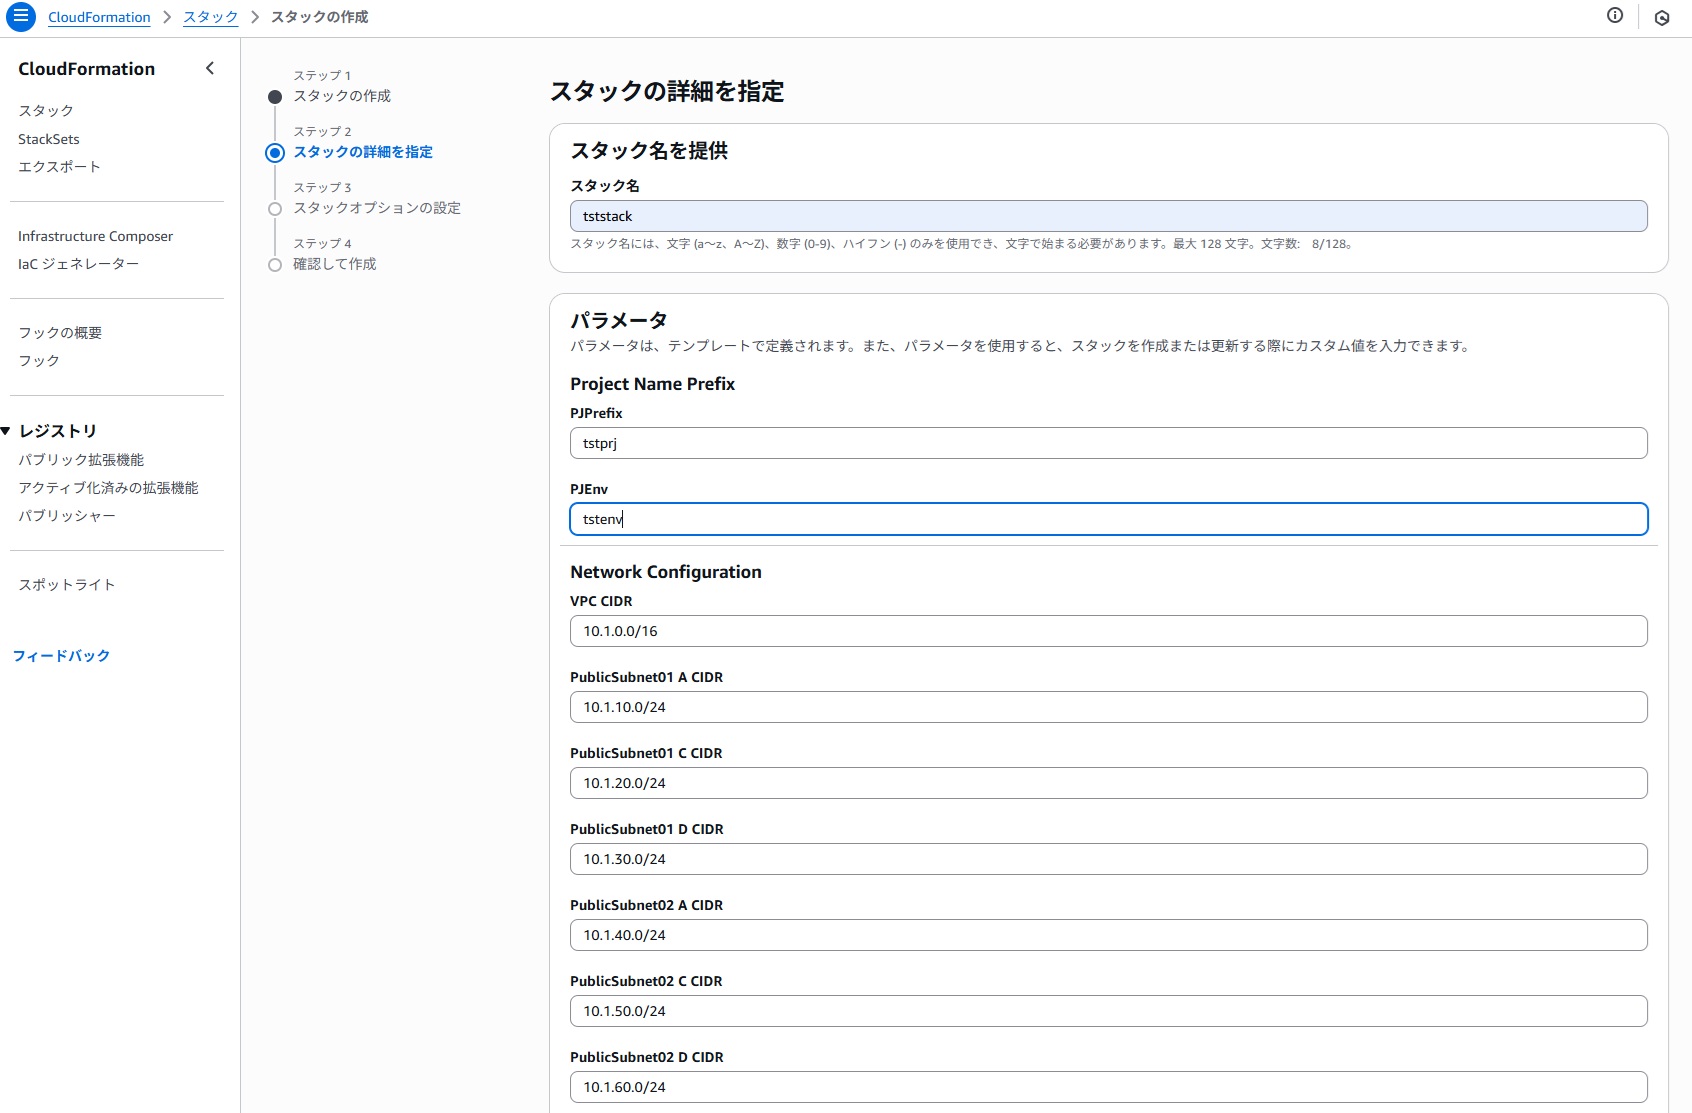 CloudFormation > スタック > スタックの作成
CloudFormation
スタック
StackSets
エクスポート
Infrastructure Composer
IaC ジェネレーター
フックの概要
フック
レジストリ
パブリック拡張機能
アクティブ化済みの拡張機能
パブリッシャー
スポットライト
フィードバック
ステップ 1
スタックの作成
ステップ 2
スタックの詳細を指定
ステップ 3
スタックオプションの設定
ステップ 4
確認して作成
スタックの詳細を指定
スタック名を提供
スタック名
tststack
スタック名には、文字 (a～z、A～Z)、数字 (0-9)、ハイフン (-) のみを使用でき、文字で始まる必要があります。最大 128 文字。文字数: 8/128。
パラメータ
パラメータは、テンプレートで定義されます。また、パラメータを使用すると、スタックを作成または更新する際にカスタム値を入力できます。
Project Name Prefix
PJPrefix
tstprj
PJEnv
tstenv
Network Configuration
VPC CIDR
10.1.0.0/16
PublicSubnet01 A CIDR
10.1.10.0/24
PublicSubnet01 C CIDR
10.1.20.0/24
PublicSubnet01 D CIDR
10.1.30.0/24
PublicSubnet02 A CIDR
10.1.40.0/24
PublicSubnet02 C CIDR
10.1.50.0/24
PublicSubnet02 D CIDR
10.1.60.0/24